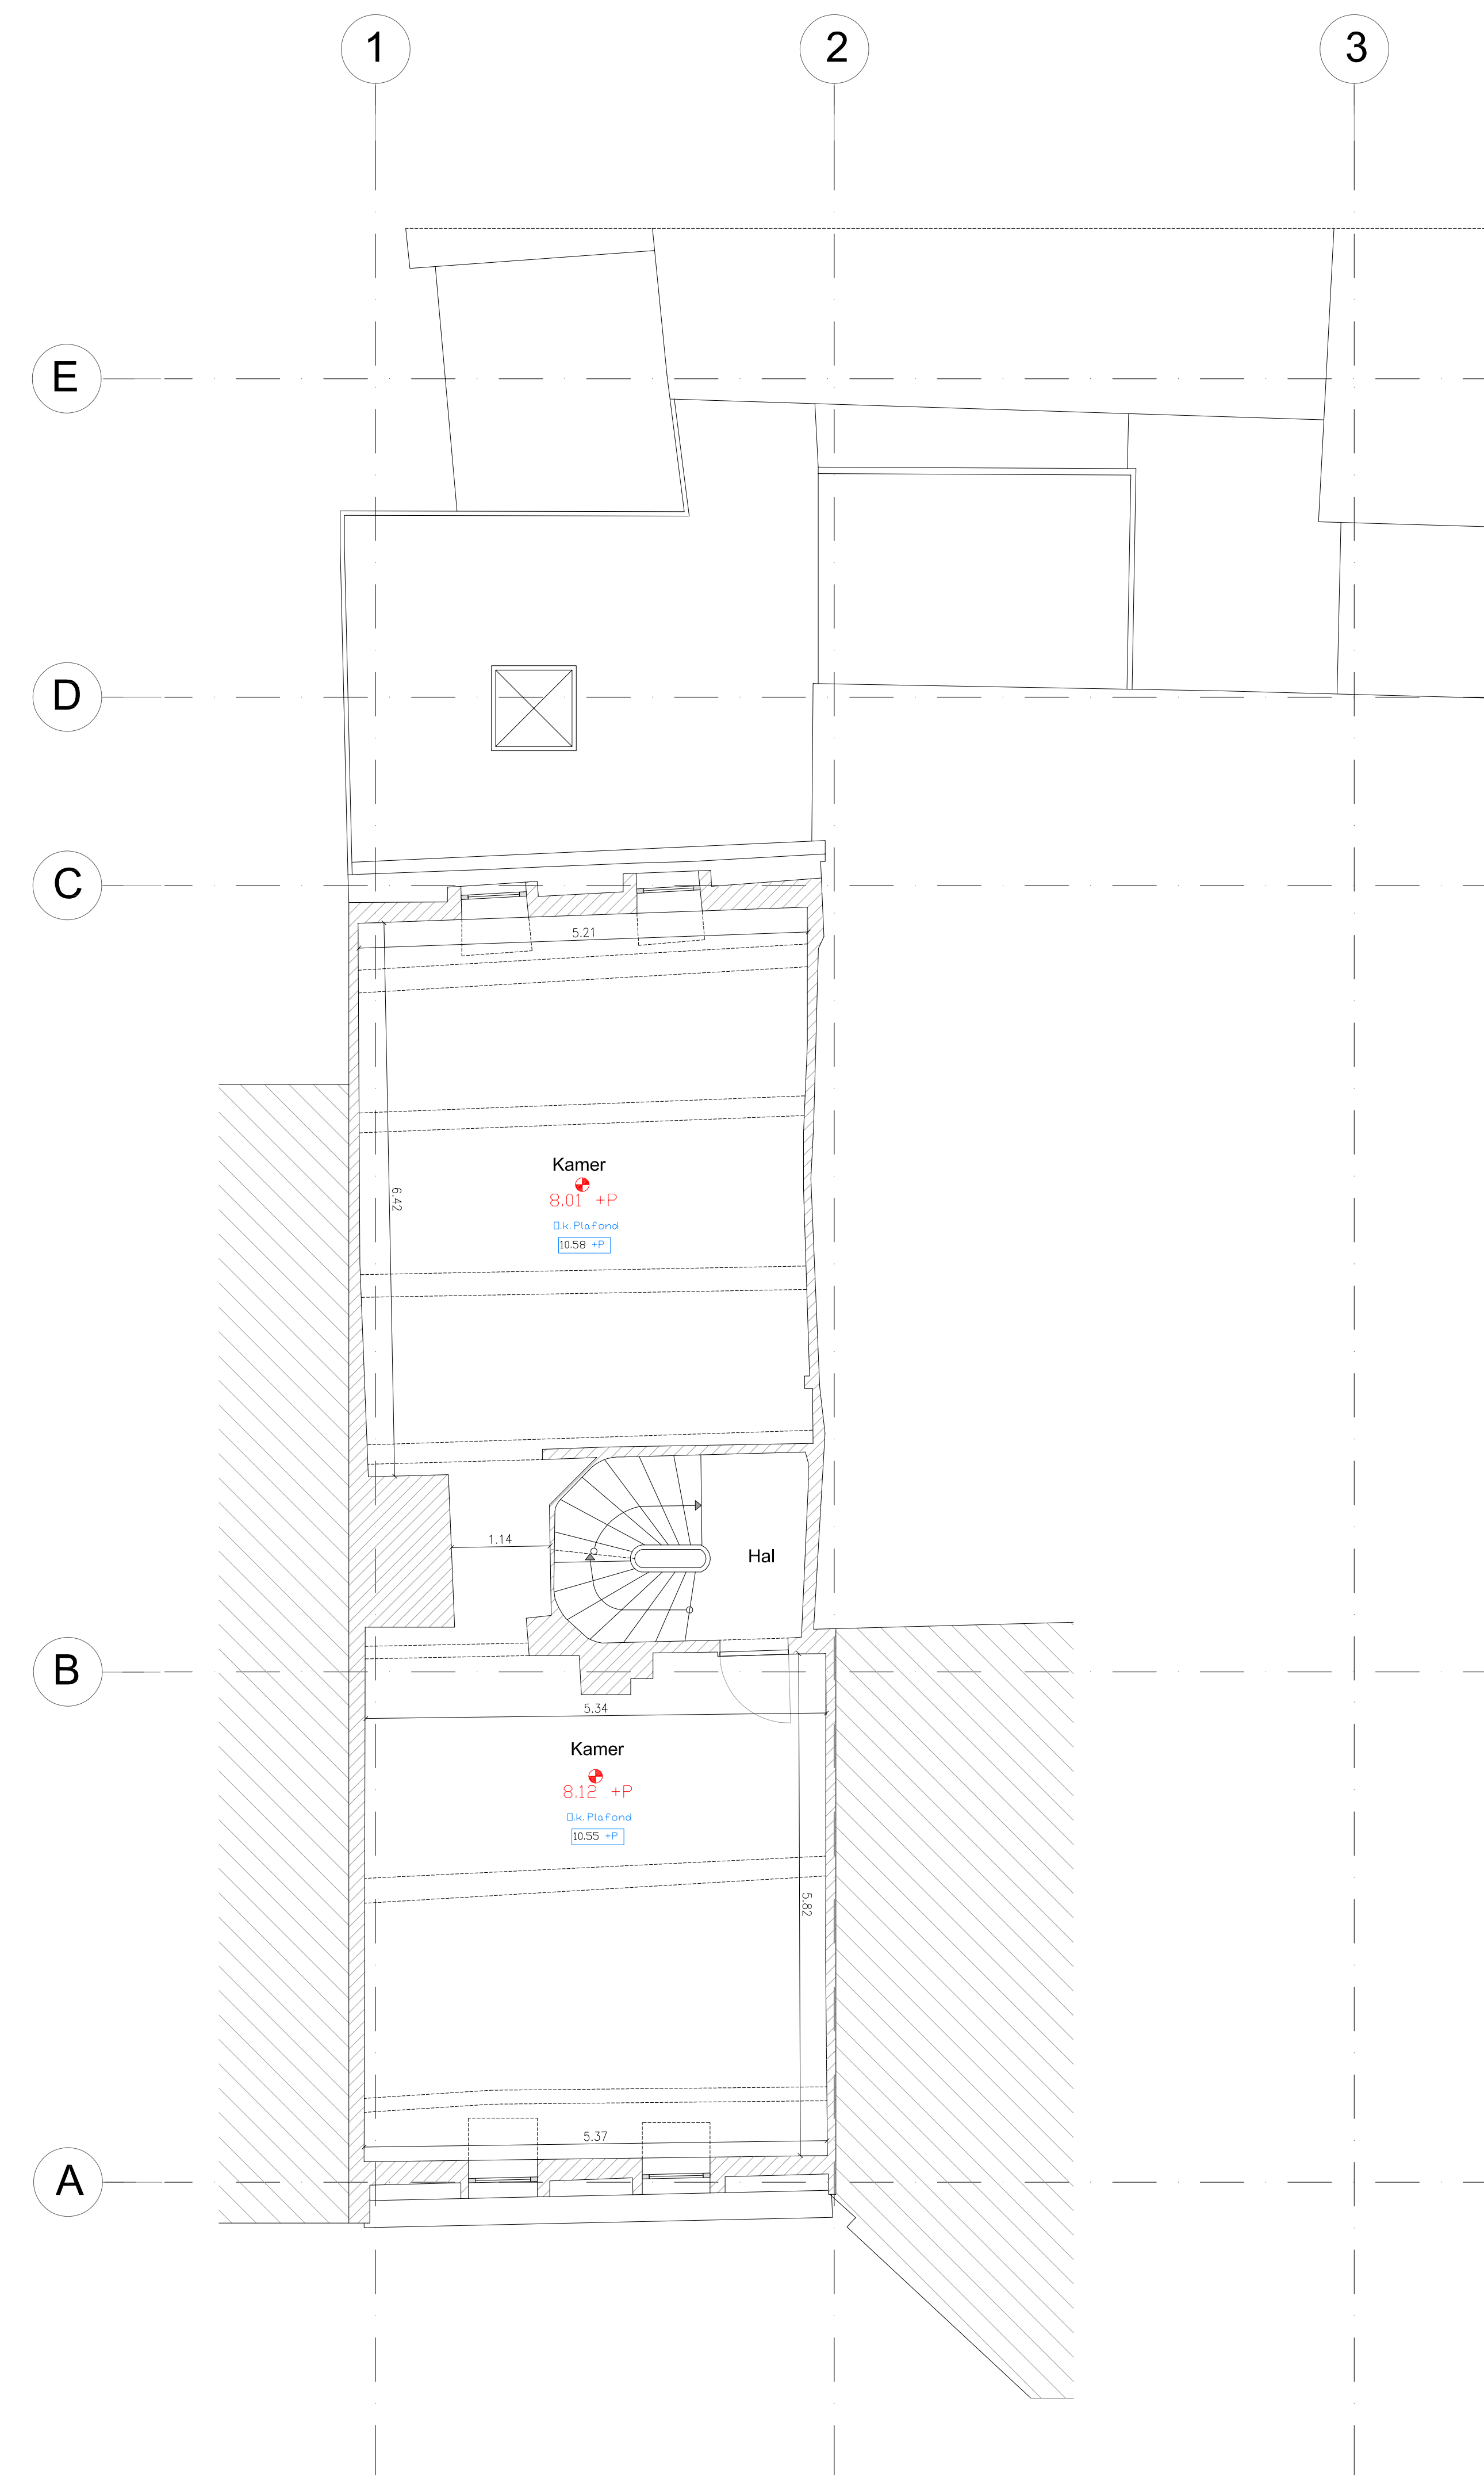 1
2
3
E
D
C
5.21
Kamer
8.01 +P
O.k. Plafond
10.58 +P
6.42
1.14
Hal
B
5.34
Kamer
8.12 +P
O.k. Plafond
10.55 +P
5.82
5.37
A